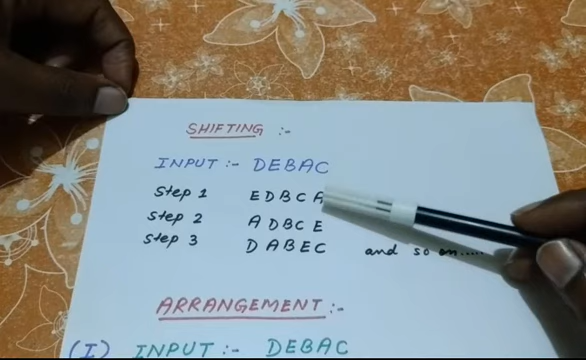 SHIFTING :-
INPUT :- DEBAC
Step 1 EDBCA
Step 2 ADBCE
Step 3 DABEC and so on.....
ARRANGEMENT :-
(I) INPUT :- DEBAC